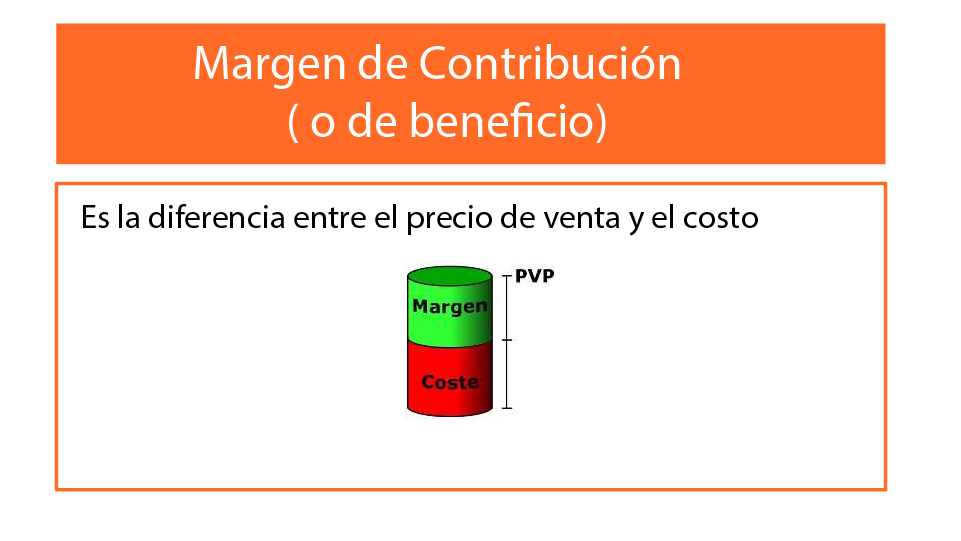 Margen de Contribución
( o de beneficio)
Es la diferencia entre el precio de venta y el costo
PVP
Margen
Coste